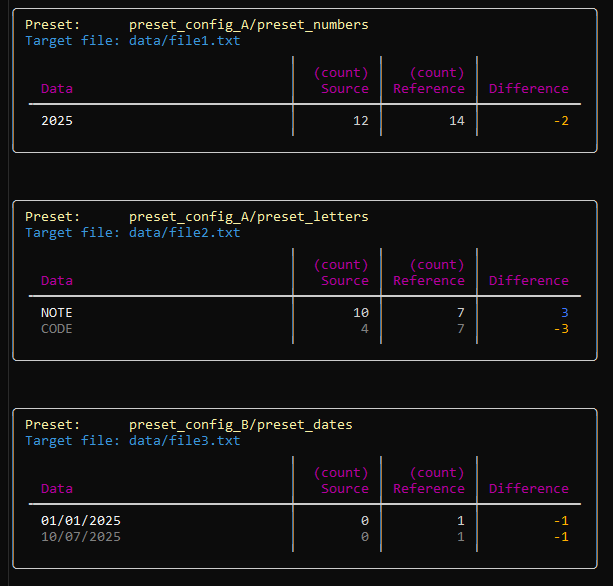 Preset: preset_config_A/preset_numbers
Target file: data/file1.txt
(count) (count)
Data Source Reference Difference
2025 12 14 -2
Preset: preset_config_A/preset_letters
Target file: data/file2.txt
(count) (count)
Data Source Reference Difference
NOTE 10 7 3
CODE 4 7 -3
Preset: preset_config_B/preset_dates
Target file: data/file3.txt
(count) (count)
Data Source Reference Difference
01/01/2025 0 1 -1
10/07/2025 0 1 -1